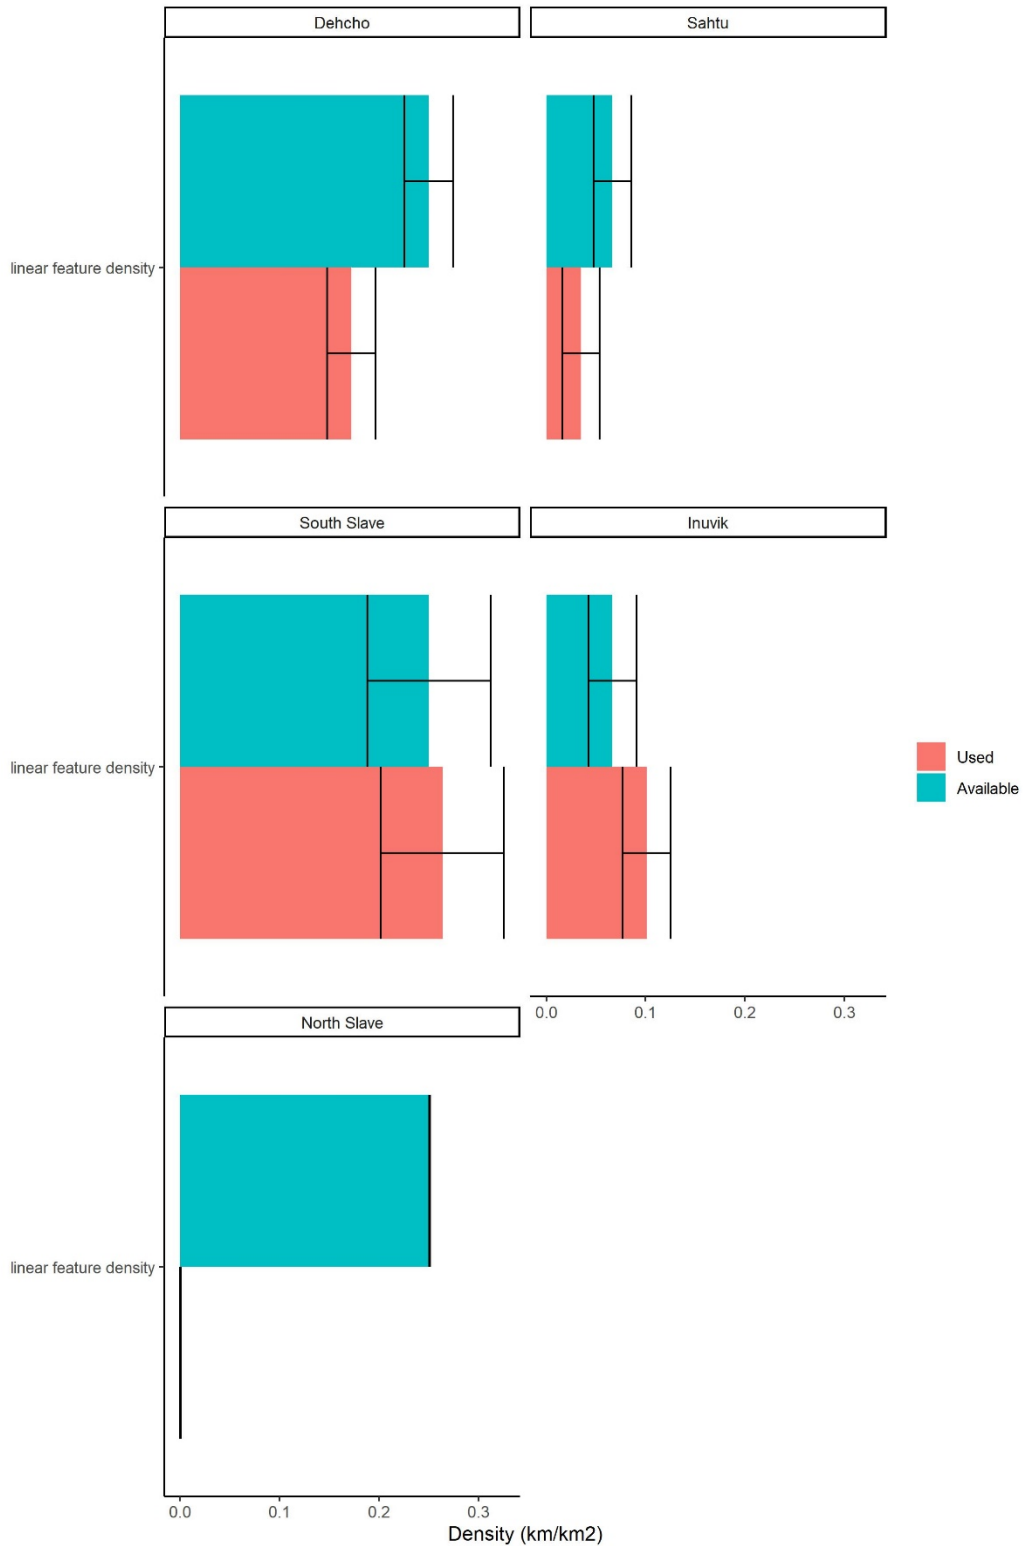 Dehcho
Sahtu
linear feature density
South Slave
Inuvik
linear feature density
Used
Available
0.0 0.1 0.2 0.3
North Slave
linear feature density
0.0 0.1 0.2 0.3
Density (km/km2)